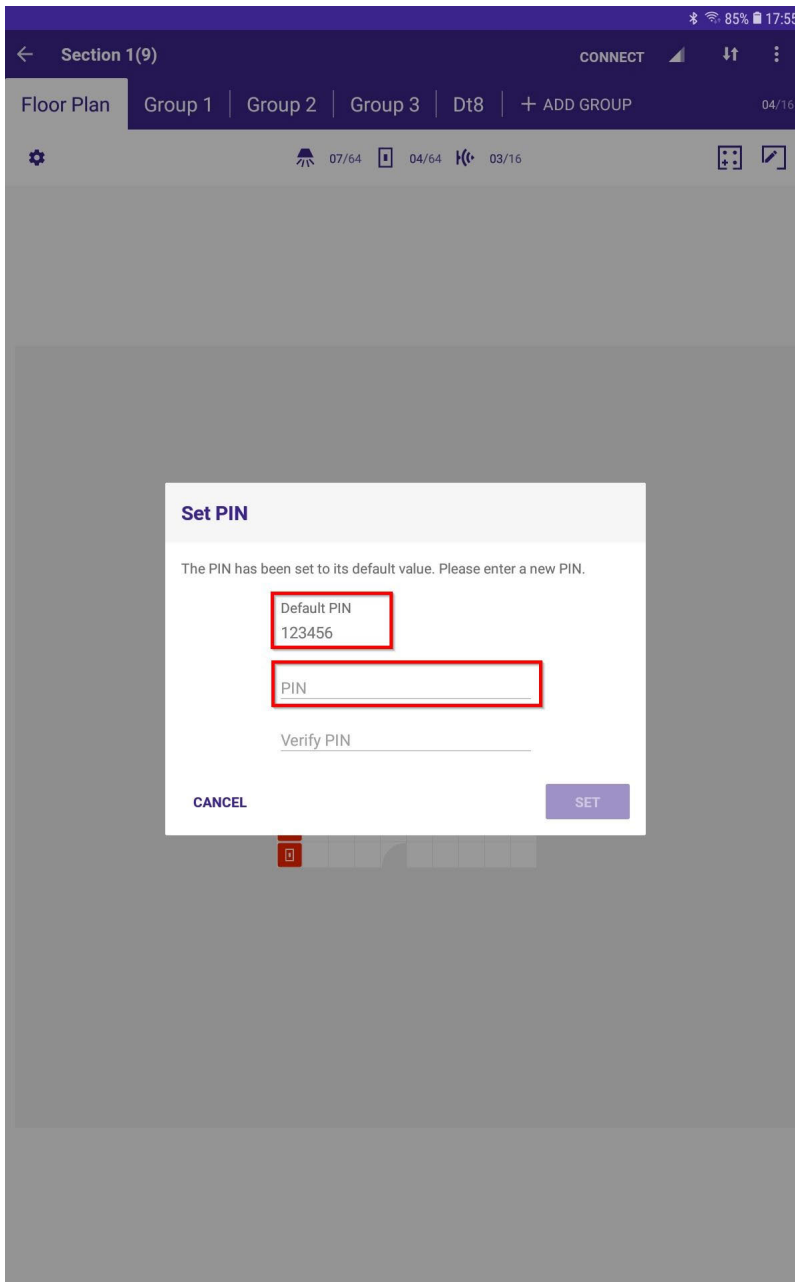 85% 17:55
Section 1(9) CONNECT
Floor Plan Group 1 Group 2 Group 3 Dt8 + ADD GROUP 04/16
07/64 04/64 03/16
Set PIN
The PIN has been set to its default value. Please enter a new PIN.
Default PIN
123456
PIN
Verify PIN
CANCEL SET